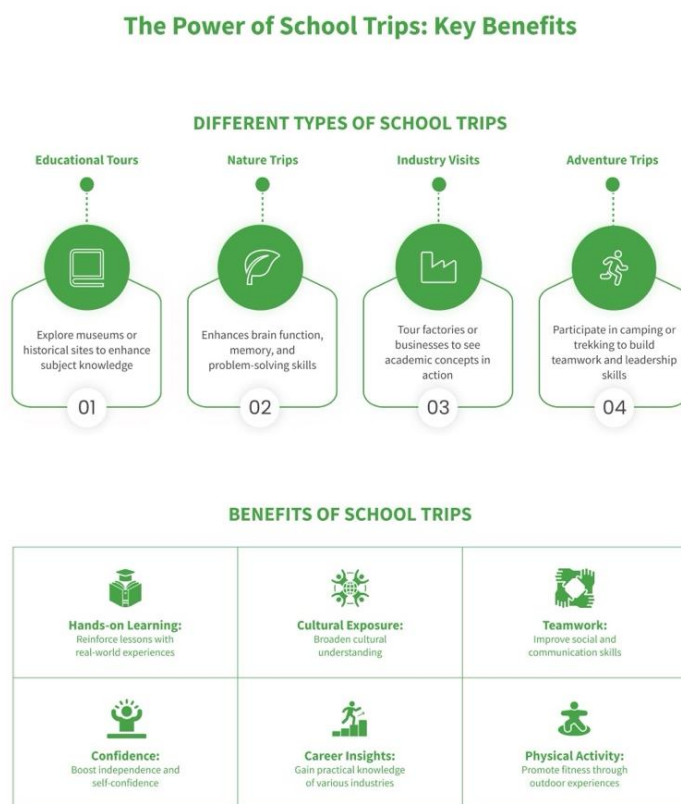 The Power of School Trips: Key Benefits
DIFFERENT TYPES OF SCHOOL TRIPS
Educational Tours
Explore museums or
historical sites to enhance
subject knowledge
01
Nature Trips
Enhances brain function,
memory, and
problem-solving skills
02
Industry Visits
Tour factories or
businesses to see
academic concepts in
action
03
Adventure Trips
Participate in camping or
trekking to build
teamwork and leadership
skills
04
BENEFITS OF SCHOOL TRIPS
Hands-on Learning:
Reinforce lessons with
real-world experiences
Cultural Exposure:
Broaden cultural
understanding
Teamwork:
Improve social and
communication skills
Confidence:
Boost independence and
self-confidence
Career Insights:
Gain practical knowledge
of various industries
Physical Activity:
Promote fitness through
outdoor experiences